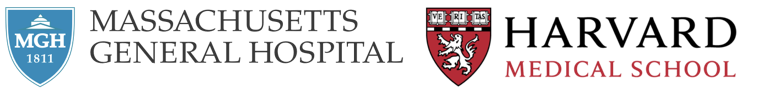 MGH
1811
MASSACHUSETTS
GENERAL HOSPITAL
VE RI TAS
HARVARD
MEDICAL SCHOOL